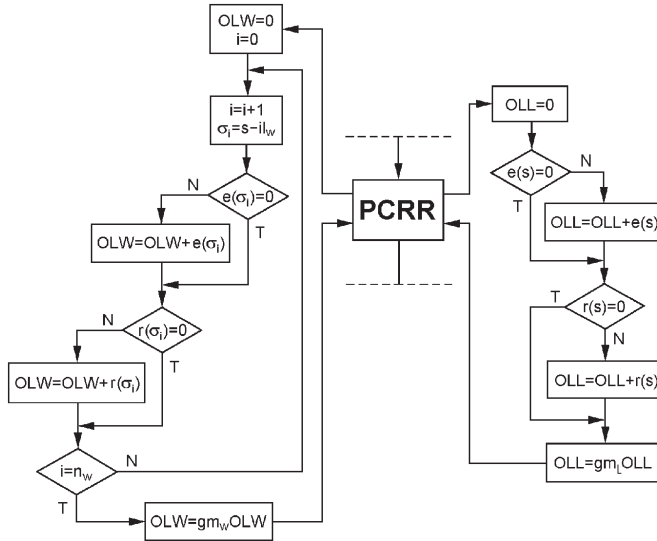 OLW=0
i=0
i=i+1
σᵢ=s–ilw
N
e(σᵢ)=0
T
OLW=OLW+e(σᵢ)
N
r(σᵢ)=0
T
OLW=OLW+r(σᵢ)
i=nw
N
T
OLW=gmwOLW
PCRR
OLL=0
e(s)=0
N
T
OLL=OLL+e(s)
T
r(s)=0
N
OLL=OLL+r(s)
OLL=gmLOLL